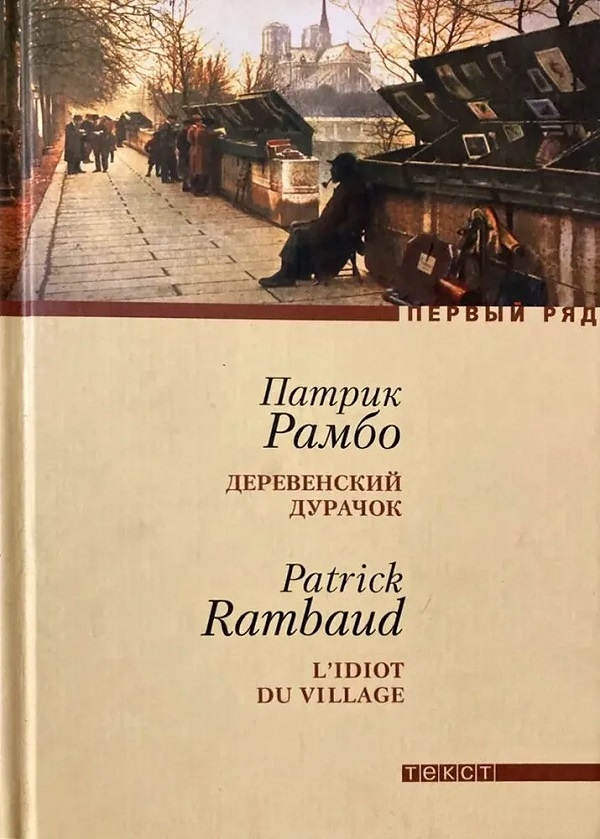 ПЕРВЫЙ РЯД
Патрик
Рамбо
ДЕРЕВЕНСКИЙ
ДУРАЧОК
Patrick
Rambaud
L’IDIOT
DU VILLAGE
текст